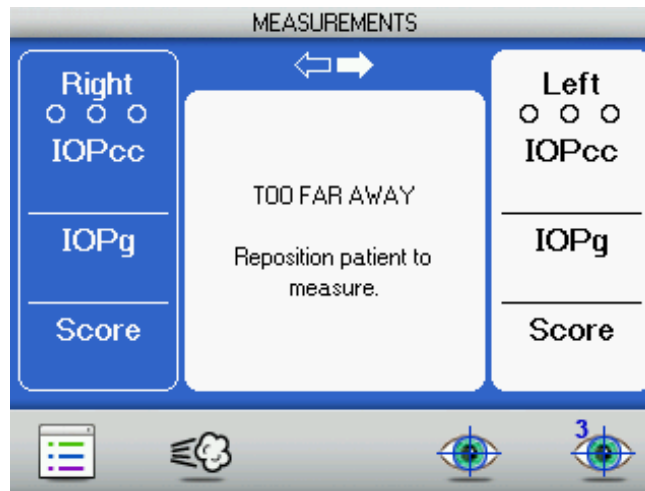 MEASUREMENTS
Right
IOPcc
IOPg
Score
TOO FAR AWAY
Reposition patient to
measure.
Left
IOPcc
IOPg
Score
3